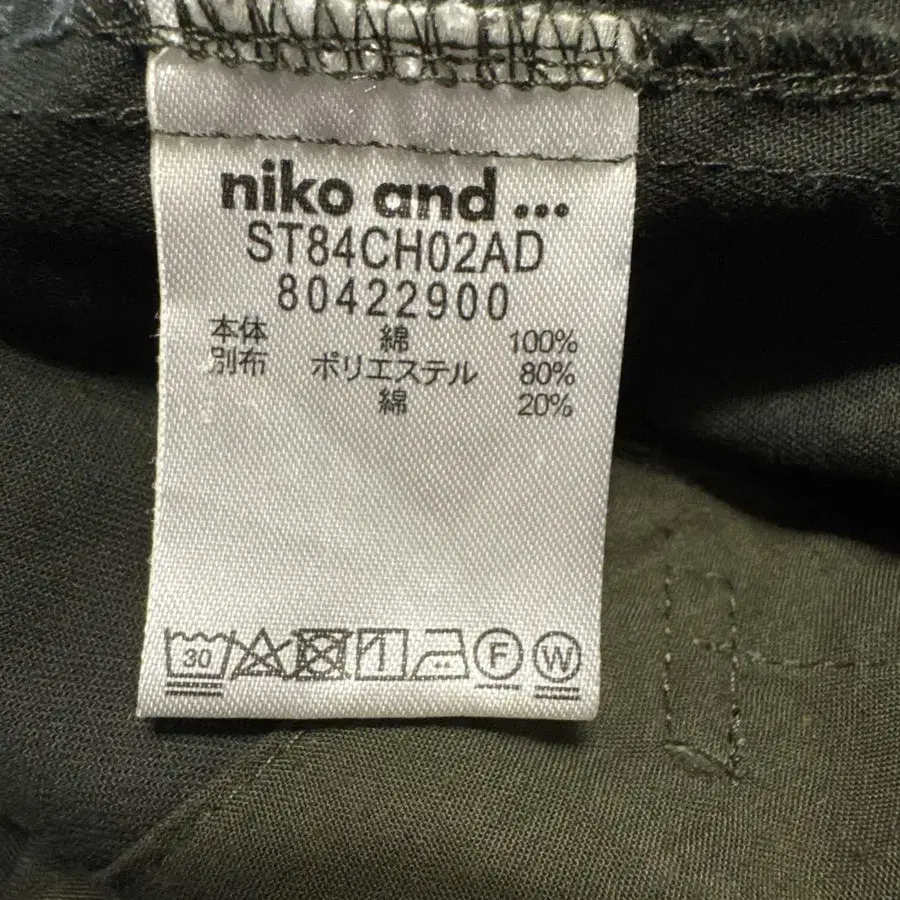 niko and ...
ST84CH02AD
80422900
本体 綿 100%
別布 ポリエステル 80%
綿 20%
30 F W